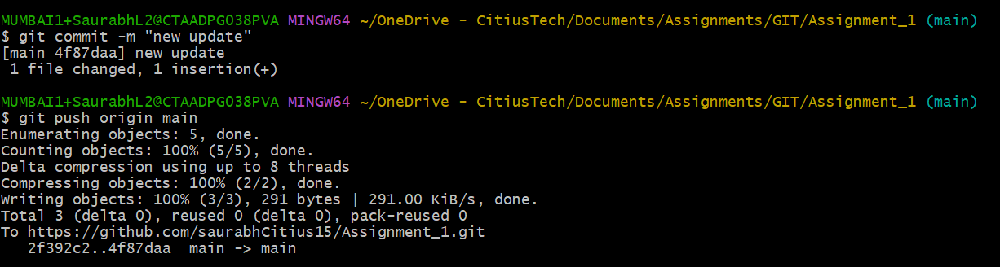 MUMBAI1+SaurabhL2@CTAADPG038PVA MINGW64 ~/OneDrive - CitiusTech/Documents/Assignments/GIT/Assignment_1 (main)
$ git commit -m "new update"
[main 4f87daa] new update
 1 file changed, 1 insertion(+)

MUMBAI1+SaurabhL2@CTAADPG038PVA MINGW64 ~/OneDrive - CitiusTech/Documents/Assignments/GIT/Assignment_1 (main)
$ git push origin main
Enumerating objects: 5, done.
Counting objects: 100% (5/5), done.
Delta compression using up to 8 threads
Compressing objects: 100% (2/2), done.
Writing objects: 100% (3/3), 291 bytes | 291.00 KiB/s, done.
Total 3 (delta 0), reused 0 (delta 0), pack-reused 0
To https://github.com/saurabhCitius15/Assignment_1.git
   2f392c2..4f87daa  main -> main